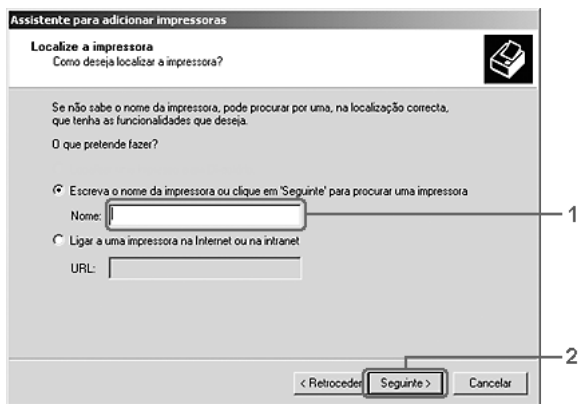 Assistente para adicionar impressoras
Localize a impressora
Como deseja localizar a impressora?
Se não sabe o nome da impressora, pode procurar por uma, na localização correcta,
que tenha as funcionalidades que deseja.
O que pretende fazer?
Escreva o nome da impressora ou clique em 'Seguinte' para procurar uma impressora
Nome:
1
Ligar a uma impressora na Internet ou na intranet
URL:
2
< Retroceder
Seguinte >
Cancelar